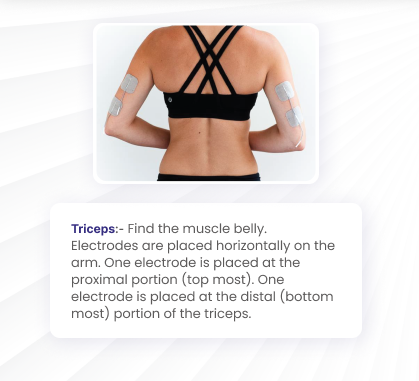 Triceps:- Find the muscle belly.
Electrodes are placed horizontally on the
arm. One electrode is placed at the
proximal portion (top most). One
electrode is placed at the distal (bottom
most) portion of the triceps.